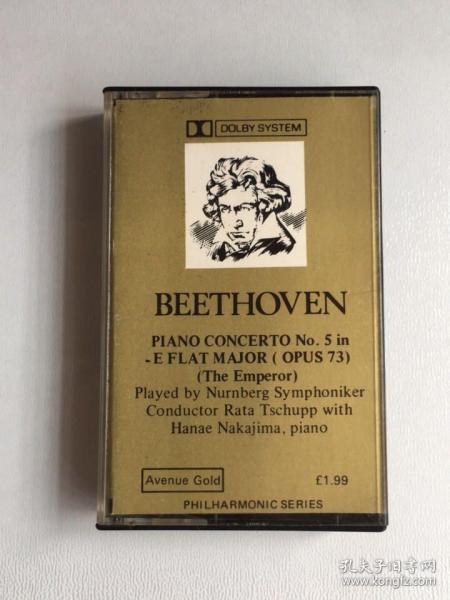 DOLBY SYSTEM
BEETHOVEN
PIANO CONCERTO No. 5 in
-E FLAT MAJOR ( OPUS 73)
(The Emperor)
Played by Nurnberg Symphoniker
Conductor Rata Tschupp with
Hanae Nakajima, piano
Avenue Gold £1.99
PHILHARMONIC SERIES
孔夫子旧书网
www.kongfz.com